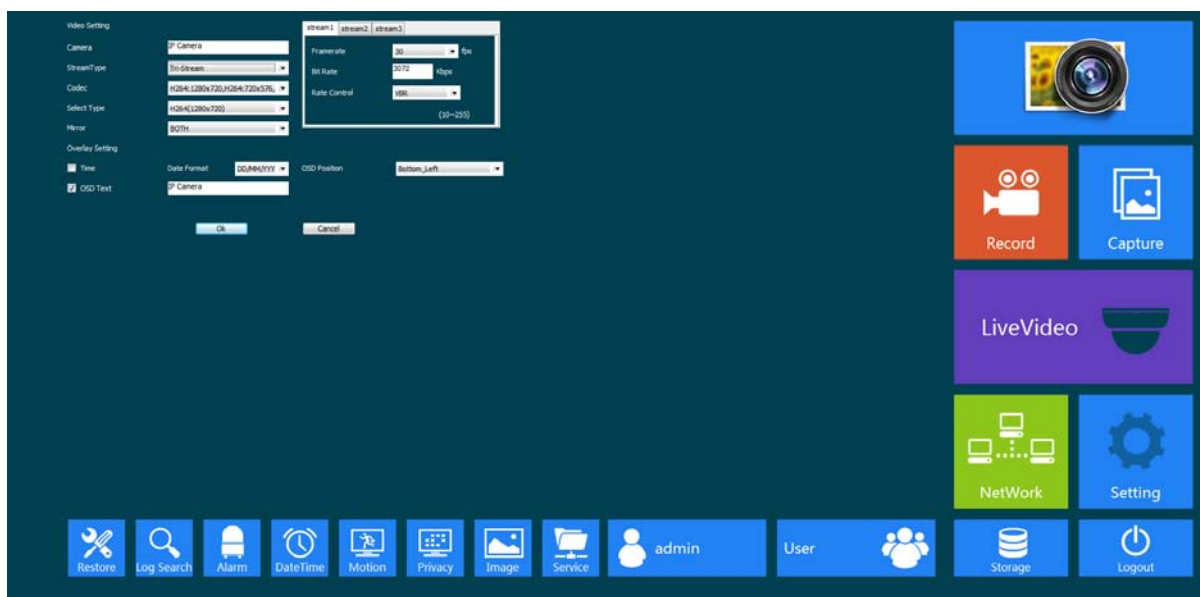 Video Setting
Camera IP Camera
StreamType Tri-Stream
Codec H264:1280x720,H264:720x576,
Select Type H264(1280x720)
Mirror BOTH
stream1 stream2 stream3
Framerate 30 fps
Bit Rate 3072 Kbps
Rate Control VBR
(10~255)
Overlay Setting
Time Date Format DD/MM/YYY OSD Position Bottom_Left
OSD Text IP Camera
Ok Cancel
Record
Capture
LiveVideo
NetWork
Setting
Restore
Log Search
Alarm
DateTime
Motion
Privacy
Image
Service
admin
User
Storage
Logout